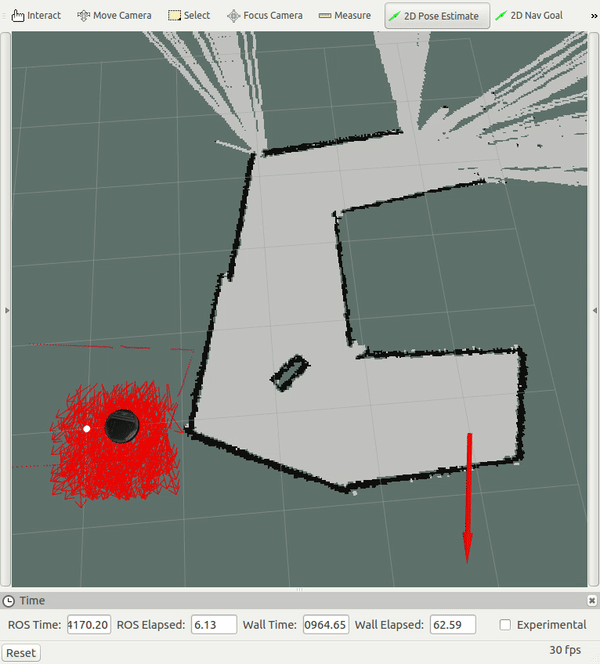 Interact Move Camera Select Focus Camera Measure 2D Pose Estimate 2D Nav Goal »
Time
ROS Time: 4170.20 ROS Elapsed: 6.13 Wall Time: 0964.65 Wall Elapsed: 62.59 Experimental
Reset 30 fps